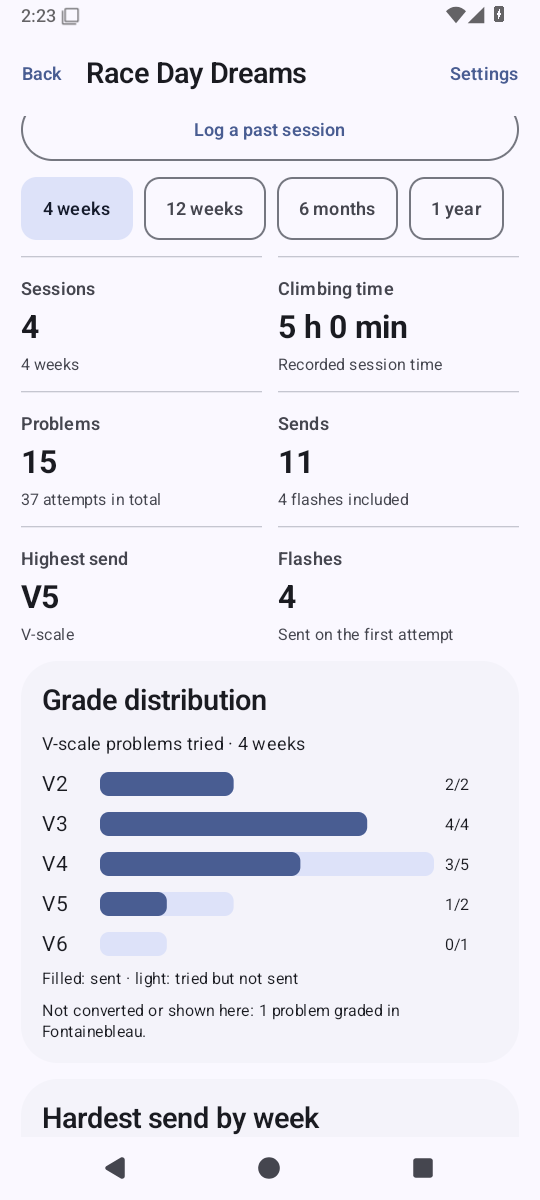 2:23
Back Race Day Dreams Settings
Log a past session
4 weeks 12 weeks 6 months 1 year
Sessions Climbing time
4 5 h 0 min
4 weeks Recorded session time
Problems Sends
15 11
37 attempts in total 4 flashes included
Highest send Flashes
V5 4
V-scale Sent on the first attempt
Grade distribution
V-scale problems tried · 4 weeks
V2 2/2
V3 4/4
V4 3/5
V5 1/2
V6 0/1
Filled: sent · light: tried but not sent
Not converted or shown here: 1 problem graded in
Fontainebleau.
Hardest send by week